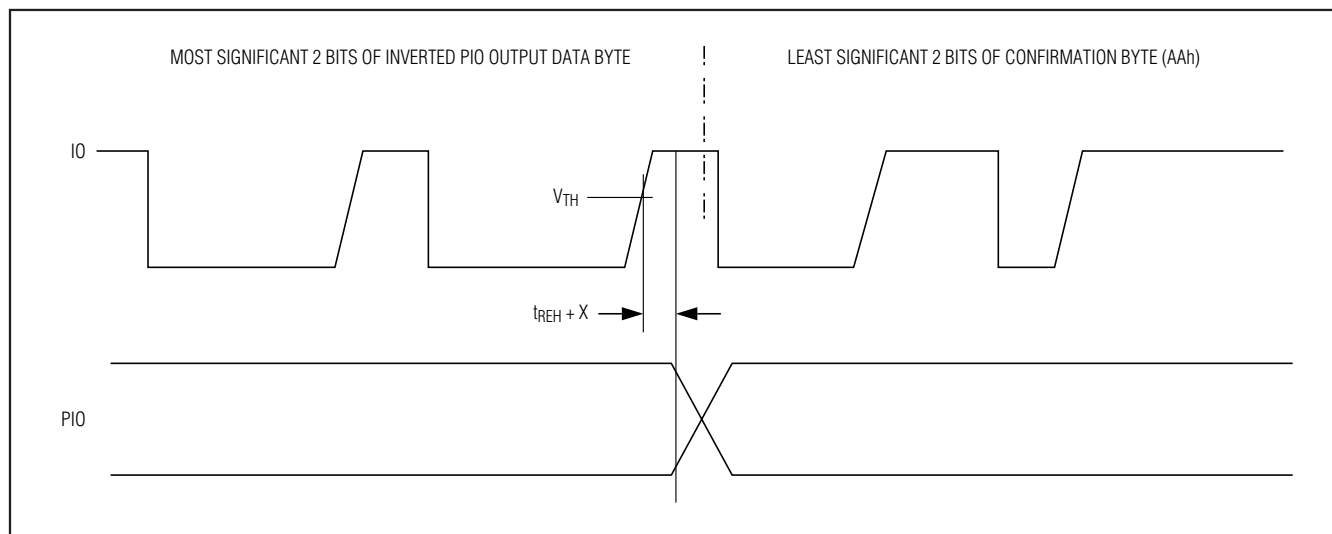 MOST SIGNIFICANT 2 BITS OF INVERTED PIO OUTPUT DATA BYTE
LEAST SIGNIFICANT 2 BITS OF CONFIRMATION BYTE (AAh)
IO
VTH
tREH + X
PIO